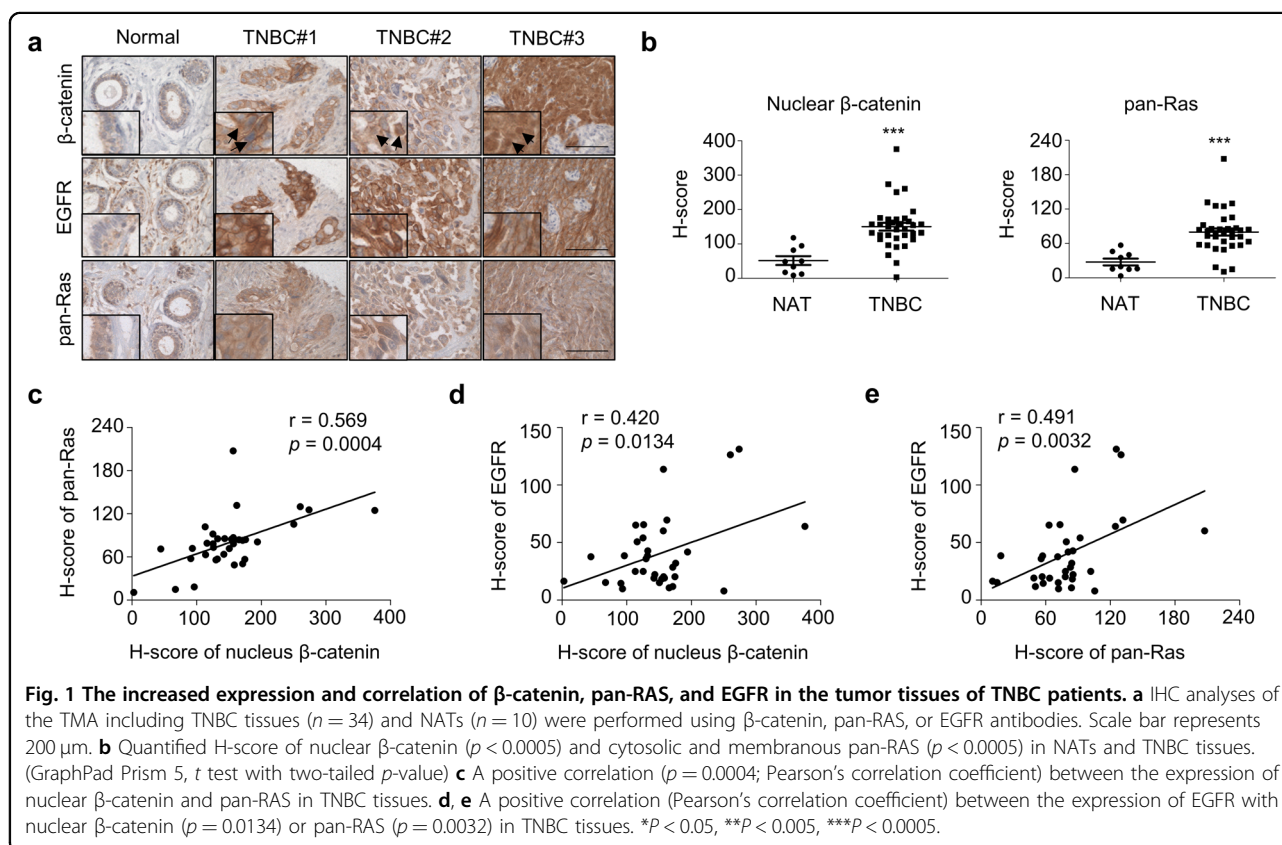 a
Normal TNBC#1 TNBC#2 TNBC#3
β-catenin
EGFR
pan-Ras
b
Nuclear β-catenin
***
H-score
400
300
200
100
0
NAT TNBC
pan-Ras
***
H-score
240
180
120
60
0
NAT TNBC
c
r = 0.569
p = 0.0004
H-score of pan-Ras
240
180
120
60
0
0 100 200 300 400
H-score of nucleus β-catenin
d
r = 0.420
p = 0.0134
H-score of EGFR
150
100
50
0
0 100 200 300 400
H-score of nucleus β-catenin
e
r = 0.491
p = 0.0032
H-score of EGFR
150
100
50
0
0 60 120 180 240
H-score of pan-Ras
Fig. 1 The increased expression and correlation of β-catenin, pan-RAS, and EGFR in the tumor tissues of TNBC patients. a IHC analyses of
the TMA including TNBC tissues (n = 34) and NATs (n = 10) were performed using β-catenin, pan-RAS, or EGFR antibodies. Scale bar represents
200 μm. b Quantified H-score of nuclear β-catenin (p < 0.0005) and cytosolic and membranous pan-RAS (p < 0.0005) in NATs and TNBC tissues.
(GraphPad Prism 5, t test with two-tailed p-value) c A positive correlation (p = 0.0004; Pearson's correlation coefficient) between the expression of
nuclear β-catenin and pan-RAS in TNBC tissues. d, e A positive correlation (Pearson's correlation coefficient) between the expression of EGFR with
nuclear β-catenin (p = 0.0134) or pan-RAS (p = 0.0032) in TNBC tissues. *P < 0.05, **P < 0.005, ***P < 0.0005.